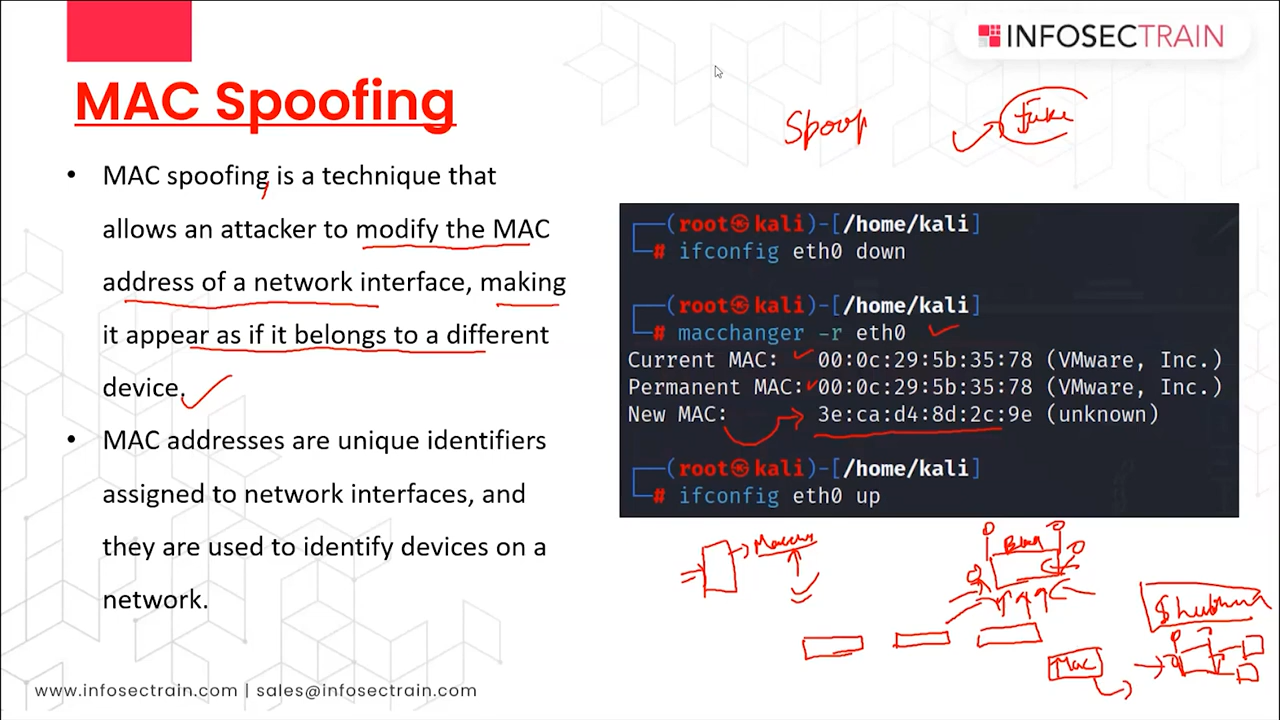 INFOSECTRAIN
MAC Spoofing
Spoof
Fake
• MAC spoofing is a technique that
allows an attacker to modify the MAC
address of a network interface, making
it appear as if it belongs to a different
device.
• MAC addresses are unique identifiers
assigned to network interfaces, and
they are used to identify devices on a
network.
┌──(root㉿kali)-[/home/kali]
└─# ifconfig eth0 down
┌──(root㉿kali)-[/home/kali]
└─# macchanger -r eth0
Current MAC: 00:0c:29:5b:35:78 (VMware, Inc.)
Permanent MAC: 00:0c:29:5b:35:78 (VMware, Inc.)
New MAC: 3e:ca:d4:8d:2c:9e (unknown)
┌──(root㉿kali)-[/home/kali]
└─# ifconfig eth0 up
Mac
www.infosectrain.com | sales@infosectrain.com